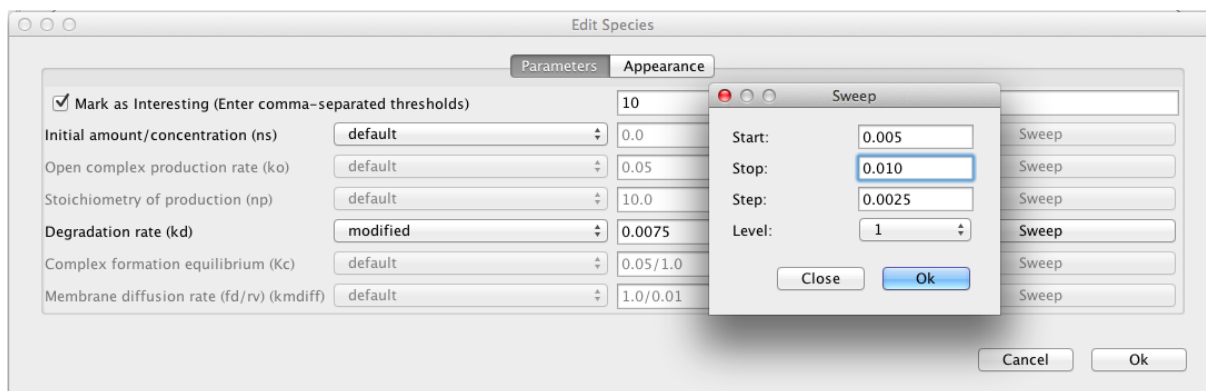 Edit Species
Parameters Appearance
Mark as Interesting (Enter comma-separated thresholds) 10
Initial amount/concentration (ns) default 0.0 Sweep
Open complex production rate (ko) default 0.05 Sweep
Stoichiometry of production (np) default 10.0 Sweep
Degradation rate (kd) modified 0.0075 Sweep
Complex formation equilibrium (Kc) default 0.05/1.0 Sweep
Membrane diffusion rate (fd/rv) (kmdiff) default 1.0/0.01 Sweep
Cancel Ok
Sweep
Start: 0.005
Stop: 0.010
Step: 0.0025
Level: 1
Close Ok